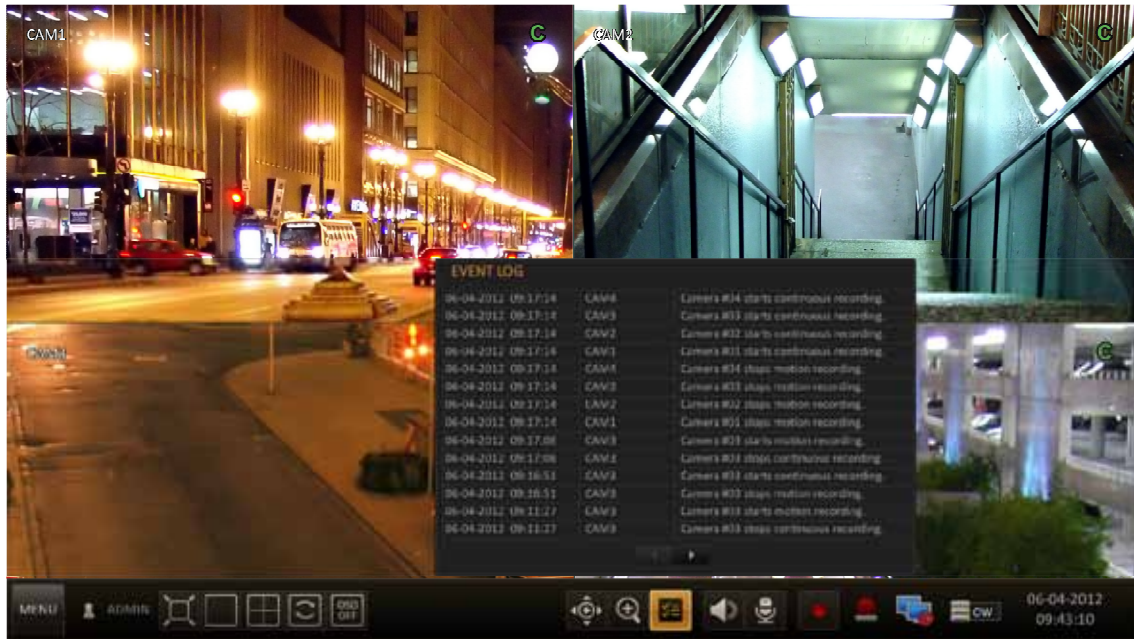 CAM1
C
CAM2
C
CAM3
C
EVENT LOG
06-04-2012 09:17:14 CAM4 Camera #04 starts continuous recording.
06-04-2012 09:17:14 CAM3 Camera #03 starts continuous recording.
06-04-2012 09:17:14 CAM2 Camera #02 starts continuous recording.
06-04-2012 09:17:14 CAM1 Camera #01 starts continuous recording.
06-04-2012 09:17:14 CAM4 Camera #04 stops motion recording.
06-04-2012 09:17:14 CAM3 Camera #03 stops motion recording.
06-04-2012 09:17:14 CAM2 Camera #02 stops motion recording.
06-04-2012 09:17:14 CAM1 Camera #01 stops motion recording.
06-04-2012 09:17:08 CAM3 Camera #03 starts motion recording.
06-04-2012 09:17:08 CAM3 Camera #03 stops continuous recording.
06-04-2012 09:16:51 CAM3 Camera #03 starts continuous recording.
06-04-2012 09:16:51 CAM3 Camera #03 stops motion recording.
06-04-2012 09:11:27 CAM3 Camera #03 starts motion recording.
06-04-2012 09:11:27 CAM3 Camera #03 stops continuous recording.
MENU ADMIN OSD OFF OW 06-04-2012
09:43:10